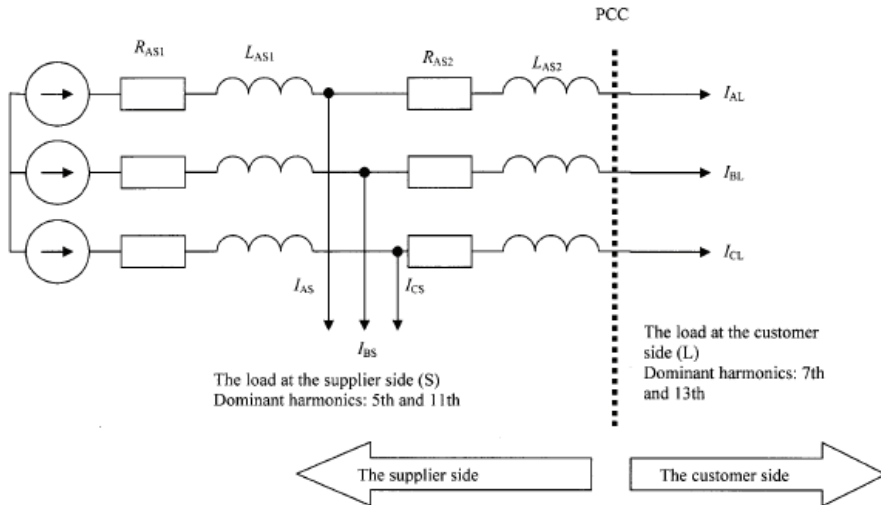 PCC
R_AS1
L_AS1
R_AS2
L_AS2
I_AL
I_BL
I_CL
I_AS
I_CS
I_BS
The load at the supplier side (S)
Dominant harmonics: 5th and 11th
The load at the customer
side (L)
Dominant harmonics: 7th
and 13th
The supplier side
The customer side